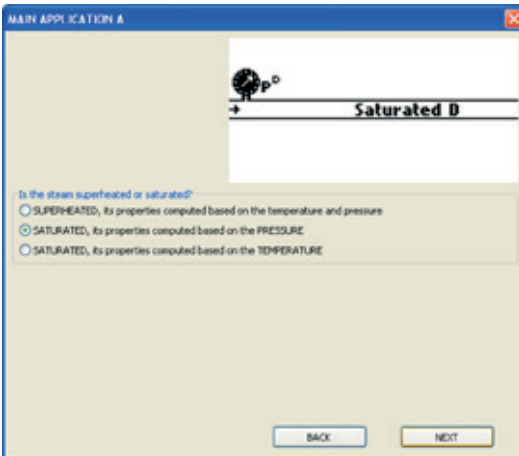 MAIN APPLICATION A
P D
Saturated D
Is the steam superheated or saturated?
SUPERHEATED, its properties computed based on the temperature and pressure
SATURATED, its properties computed based on the PRESSURE
SATURATED, its properties computed based on the TEMPERATURE
BACK
NEXT